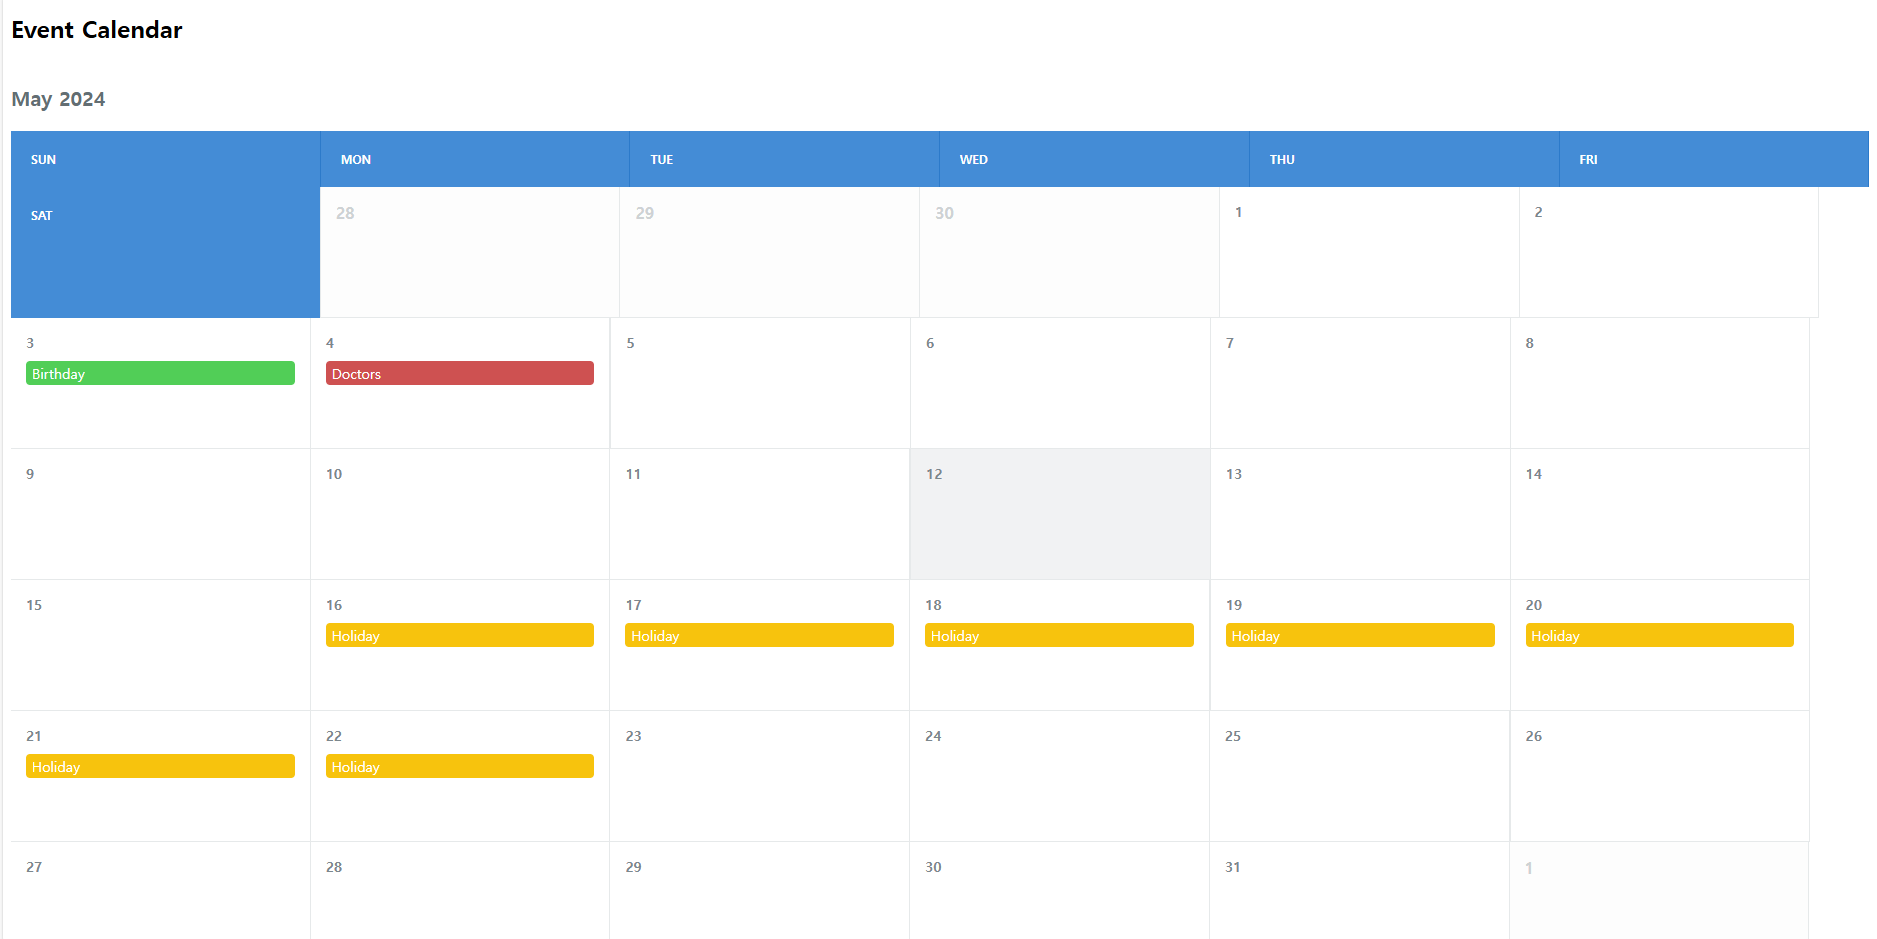 Event Calendar
May 2024
SUN MON TUE WED THU FRI
SAT 28 29 30 1 2
3 4 5 6 7 8
Birthday Doctors
9 10 11 12 13 14
15 16 17 18 19 20
Holiday Holiday Holiday Holiday Holiday
21 22 23 24 25 26
Holiday Holiday
27 28 29 30 31 1